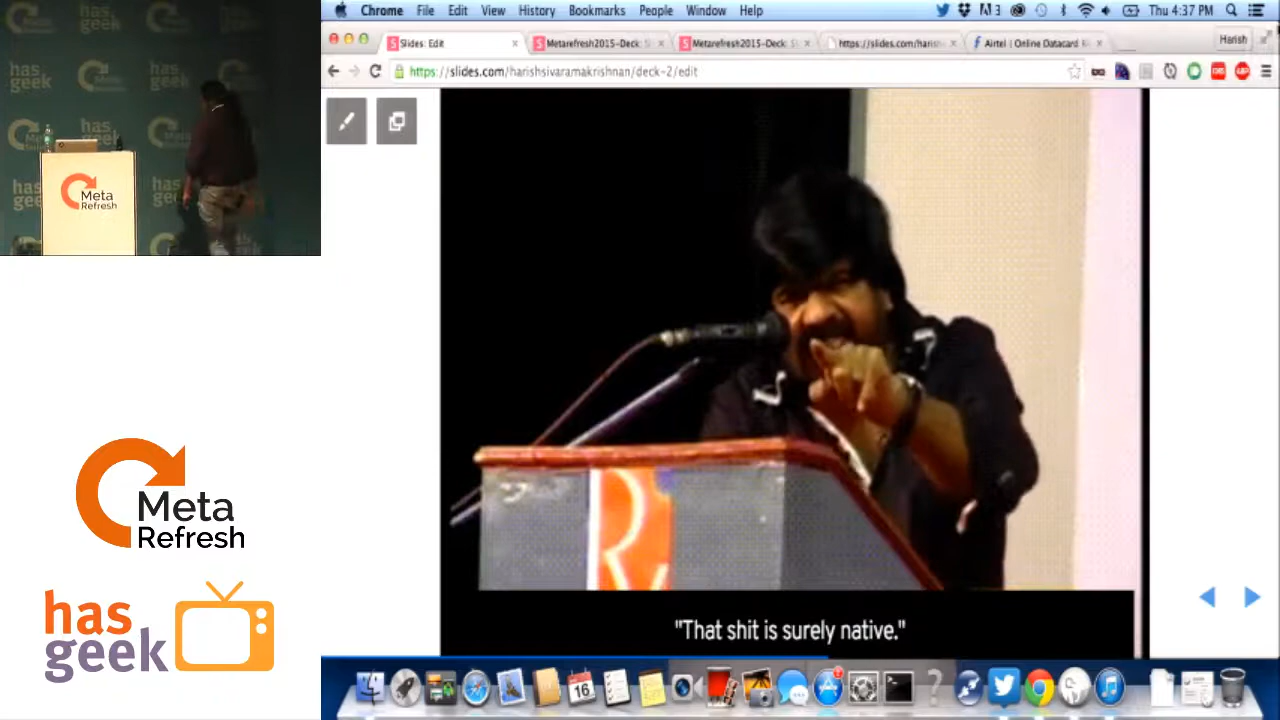 Chrome File Edit View History Bookmarks People Window Help
3 Thu 4:37 PM
Slides: Edit
Metarefresh2015-Deck: S
Metarefresh2015-Deck: S
https://slides.com/harish
Airtel | Online Datacard R
Harish
https://slides.com/harishsivaramakrishnan/deck-2/edit
has
geek
Meta
Refresh
"That shit is surely native."
16
Meta
Refresh
has
geek